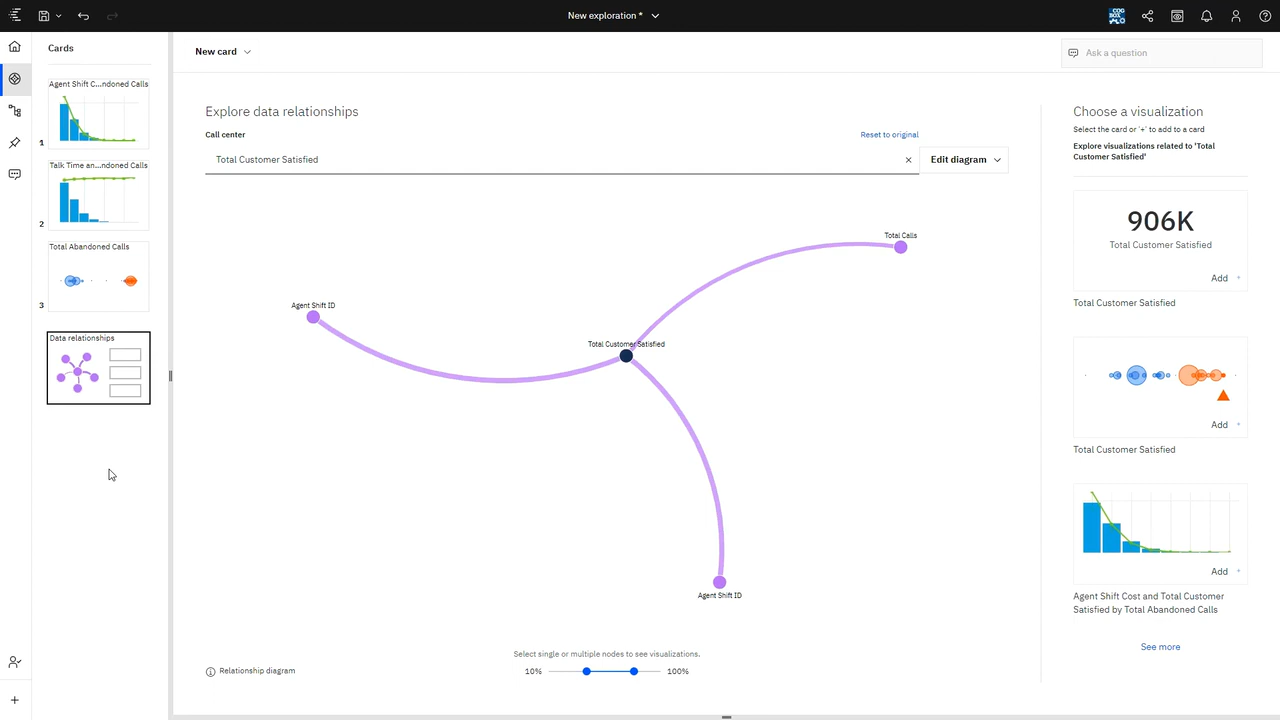 New exploration *
COG
BOX
Cards
New card
Ask a question
Agent Shift C...ndoned Calls
1
Talk Time an...ndoned Calls
2
Total Abandoned Calls
3
Data relationships
Explore data relationships
Call center
Reset to original
Total Customer Satisfied
Edit diagram
Total Calls
Agent Shift ID
Total Customer Satisfied
Agent Shift ID
Select single or multiple nodes to see visualizations.
Relationship diagram
10%
100%
Choose a visualization
Select the card or '+' to add to a card
Explore visualizations related to 'Total
Customer Satisfied'
906K
Total Customer Satisfied
Add +
Total Customer Satisfied
Add +
Total Customer Satisfied
Add +
Agent Shift Cost and Total Customer
Satisfied by Total Abandoned Calls
See more